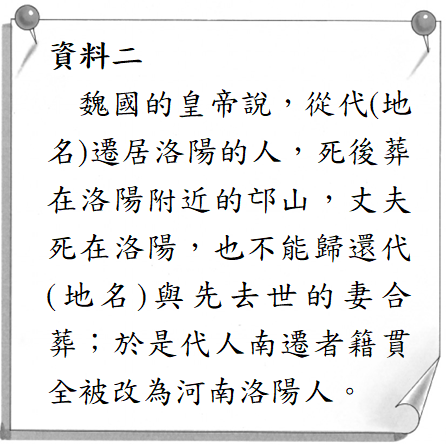 資料二
魏國的皇帝說，從代(地
名)遷居洛陽的人，死後葬
在洛陽附近的邙山，丈夫
死在洛陽，也不能歸還代
(地名)與先去世的妻合
葬；於是代人南遷者籍貫
全被改為河南洛陽人。